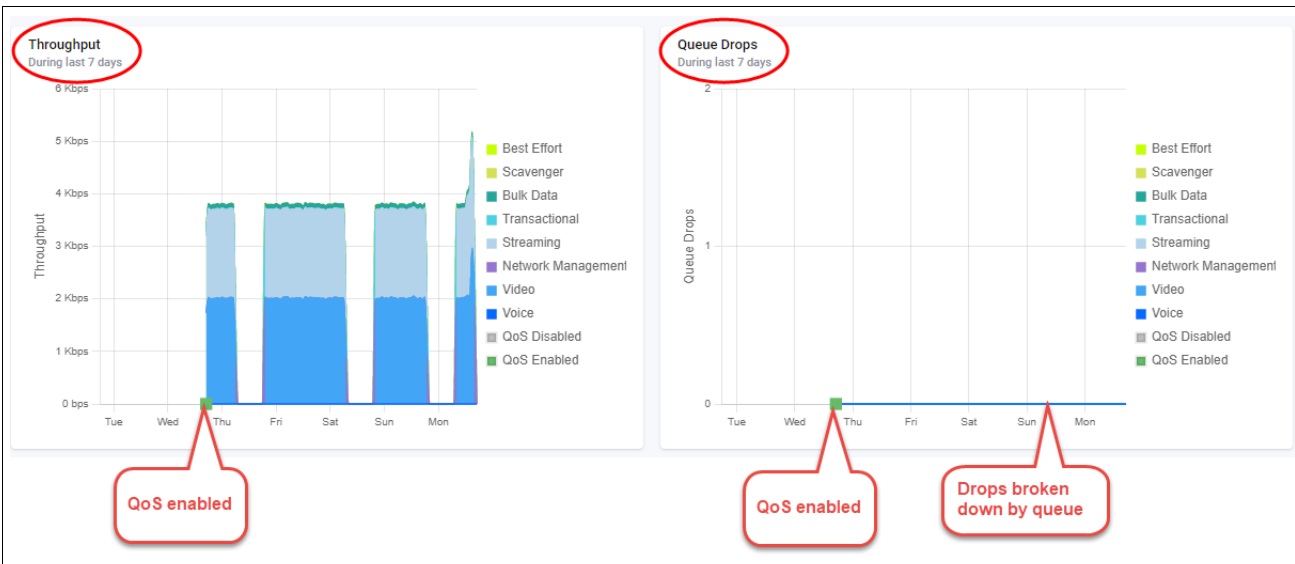 Throughput
During last 7 days
6 Kbps
5 Kbps
4 Kbps
3 Kbps
2 Kbps
1 Kbps
0 bps
Throughput
Tue Wed Thu Fri Sat Sun Mon
Best Effort
Scavenger
Bulk Data
Transactional
Streaming
Network Management
Video
Voice
QoS Disabled
QoS Enabled
QoS enabled
Queue Drops
During last 7 days
2
1
0
Queue Drops
Tue Wed Thu Fri Sat Sun Mon
Best Effort
Scavenger
Bulk Data
Transactional
Streaming
Network Management
Video
Voice
QoS Disabled
QoS Enabled
QoS enabled
Drops broken
down by queue